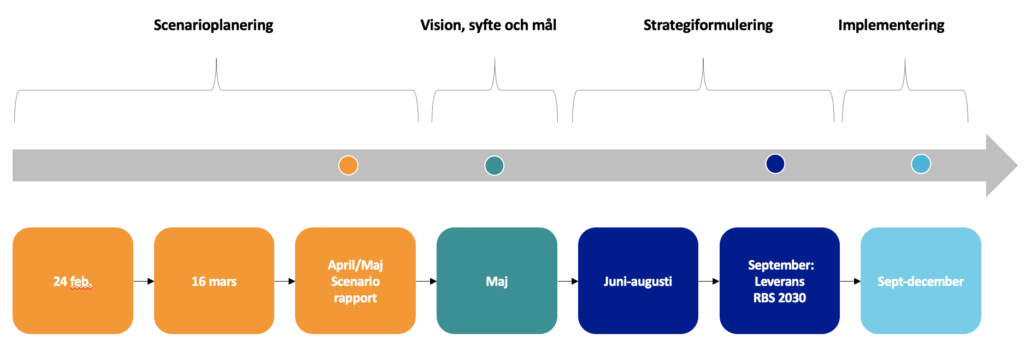 Scenarioplanering
Vision, syfte och mål
Strategiformulering
Implementering
24 feb.
16 mars
April/Maj
Scenario
rapport
Maj
Juni-augusti
September:
Leverans
RBS 2030
Sept-december